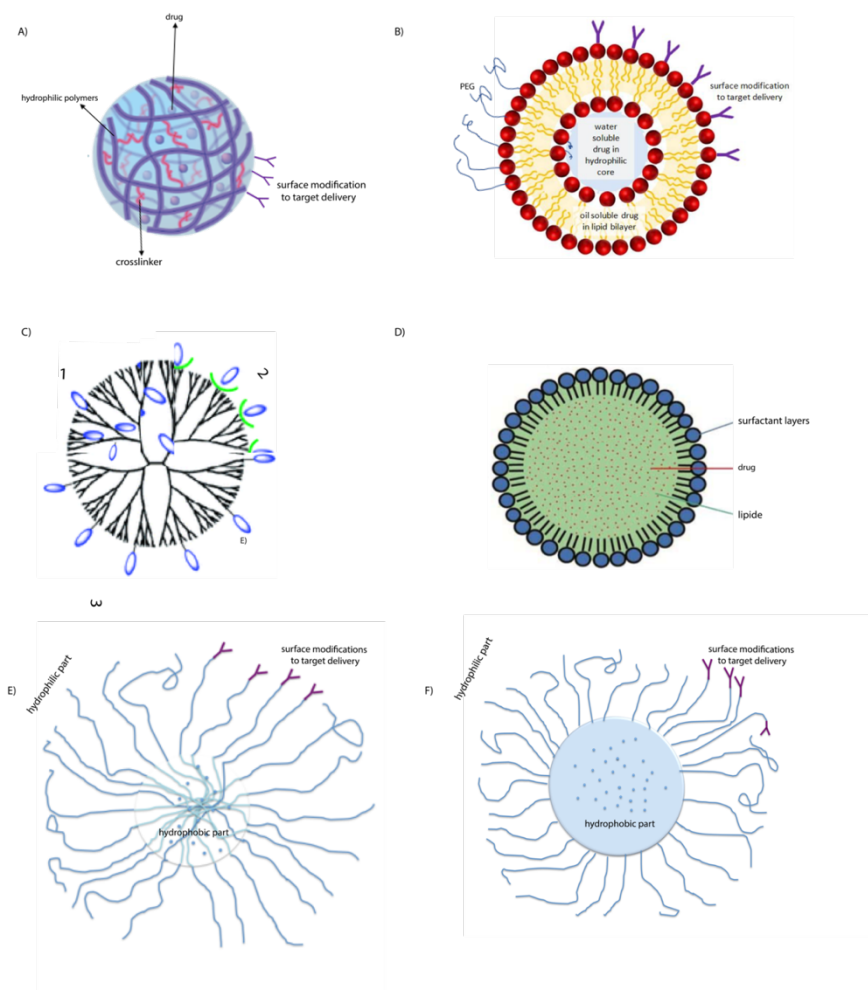 A)
drug
hydrophilic polymers
surface modification
to target delivery
crosslinker
B)
PEG
surface modification
to target delivery
water
soluble
drug in
hydrophilic
core
oil soluble drug
in lipid bilayer
C)
1
2
E)
3
D)
surfactant layers
drug
lipide
E)
hydrophilic part
surface modifications
to target delivery
hydrophobic part
F)
hydrophilic part
surface modifications
to target delivery
hydrophobic part